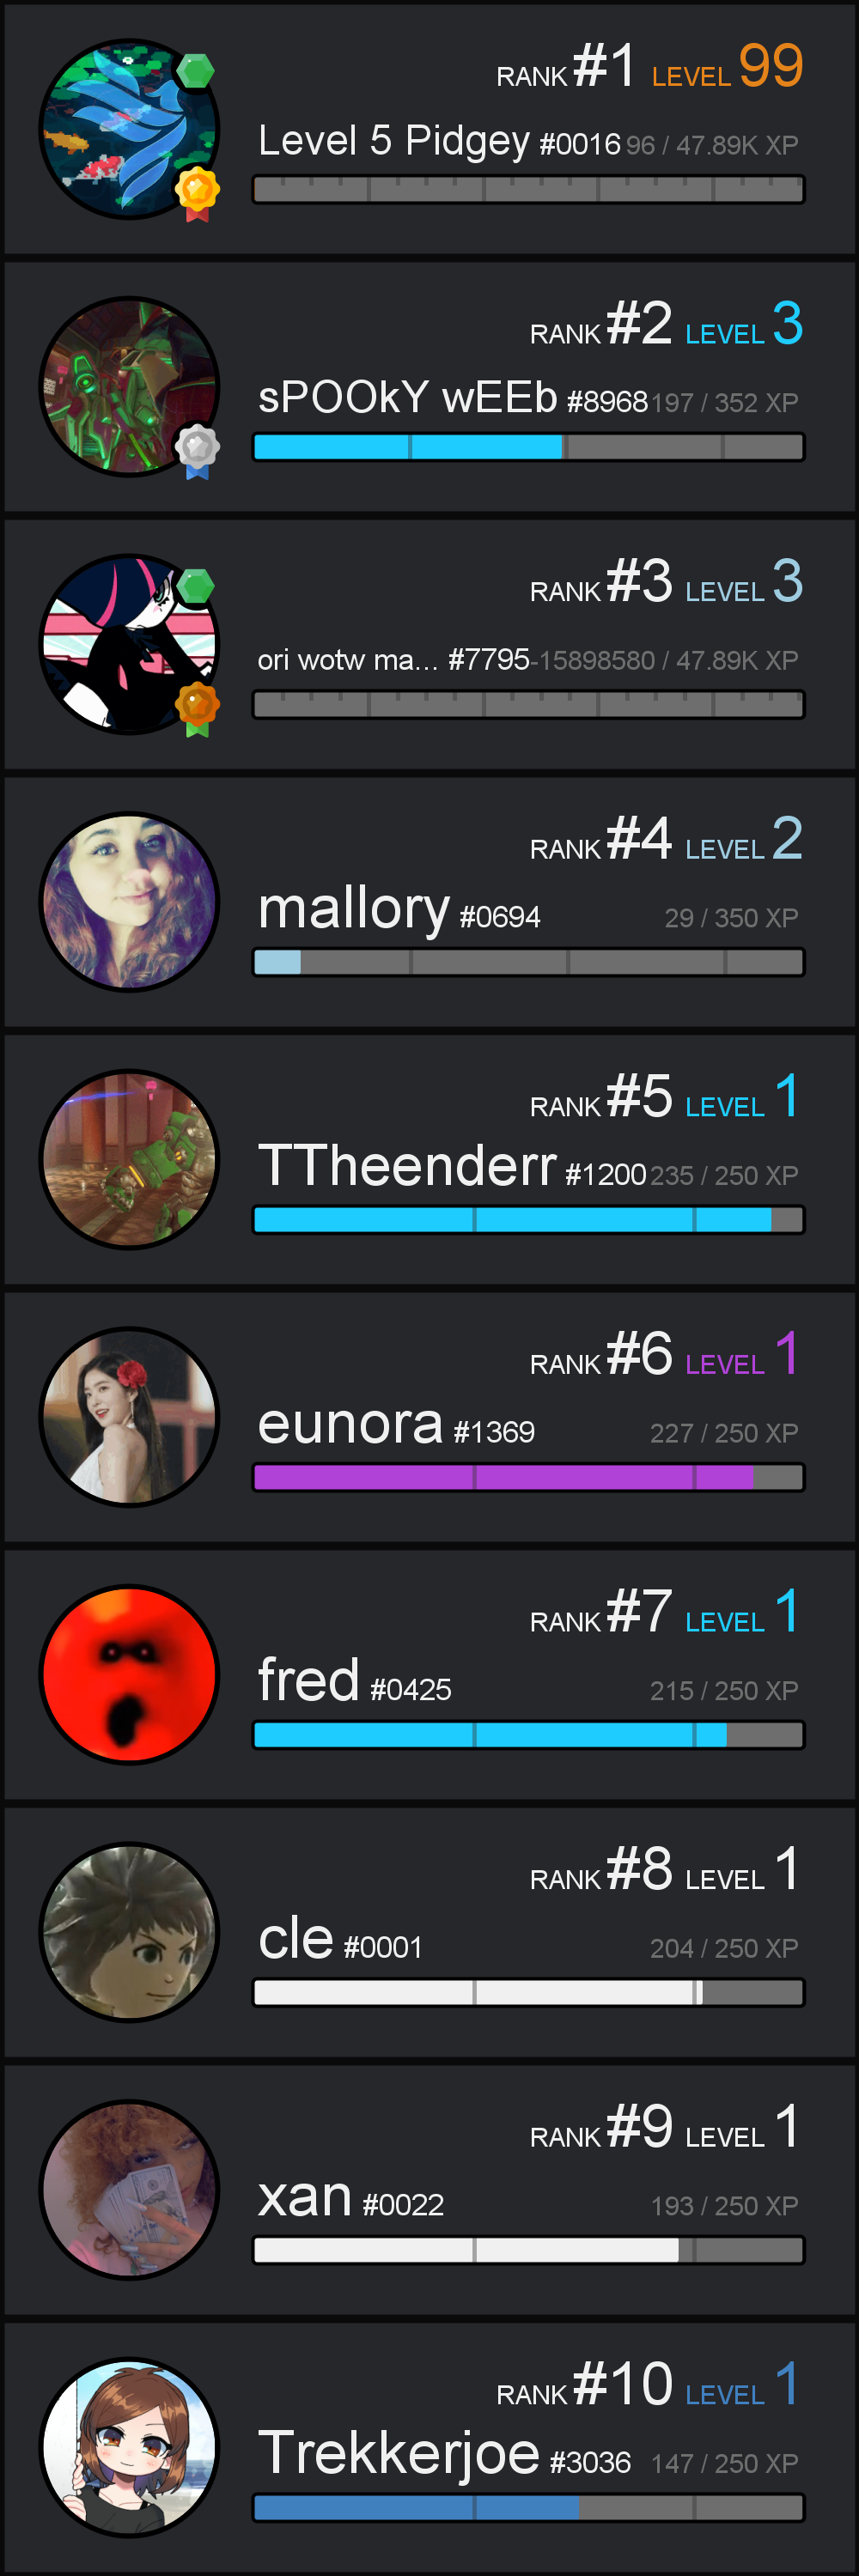 RANK #1 LEVEL 99
Level 5 Pidgey #0016 96 / 47.89K XP
RANK #2 LEVEL 3
sPOOkY wEEb #8968 197 / 352 XP
RANK #3 LEVEL 3
ori wotw ma... #7795 -15898580 / 47.89K XP
RANK #4 LEVEL 2
mallory #0694 29 / 350 XP
RANK #5 LEVEL 1
TTheenderr #1200 235 / 250 XP
RANK #6 LEVEL 1
eunora #1369 227 / 250 XP
RANK #7 LEVEL 1
fred #0425 215 / 250 XP
RANK #8 LEVEL 1
cle #0001 204 / 250 XP
RANK #9 LEVEL 1
xan #0022 193 / 250 XP
RANK #10 LEVEL 1
Trekkerjoe #3036 147 / 250 XP